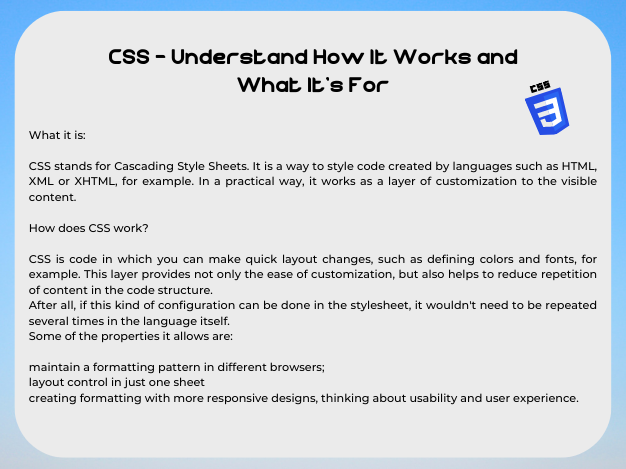 CSS - Understand How It Works and
What It's For
CSS
What it is:
CSS stands for Cascading Style Sheets. It is a way to style code created by languages such as HTML,
XML or XHTML, for example. In a practical way, it works as a layer of customization to the visible
content.
How does CSS work?
CSS is code in which you can make quick layout changes, such as defining colors and fonts, for
example. This layer provides not only the ease of customization, but also helps to reduce repetition
of content in the code structure.
After all, if this kind of configuration can be done in the stylesheet, it wouldn't need to be repeated
several times in the language itself.
Some of the properties it allows are:
maintain a formatting pattern in different browsers;
layout control in just one sheet
creating formatting with more responsive designs, thinking about usability and user experience.